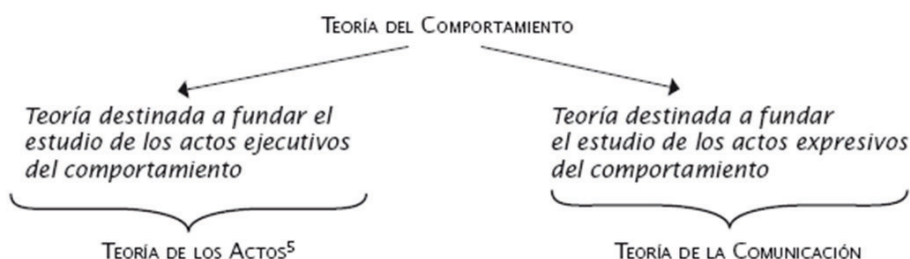 TEORÍA DEL COMPORTAMIENTO
Teoría destinada a fundar el
estudio de los actos ejecutivos
del comportamiento
Teoría destinada a fundar
el estudio de los actos expresivos
del comportamiento
TEORÍA DE LOS ACTOS⁵
TEORÍA DE LA COMUNICACIÓN